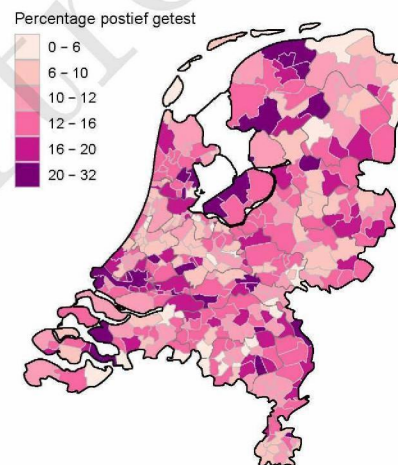 Percentage postief getest
0 – 6
6 – 10
10 – 12
12 – 16
16 – 20
20 – 32